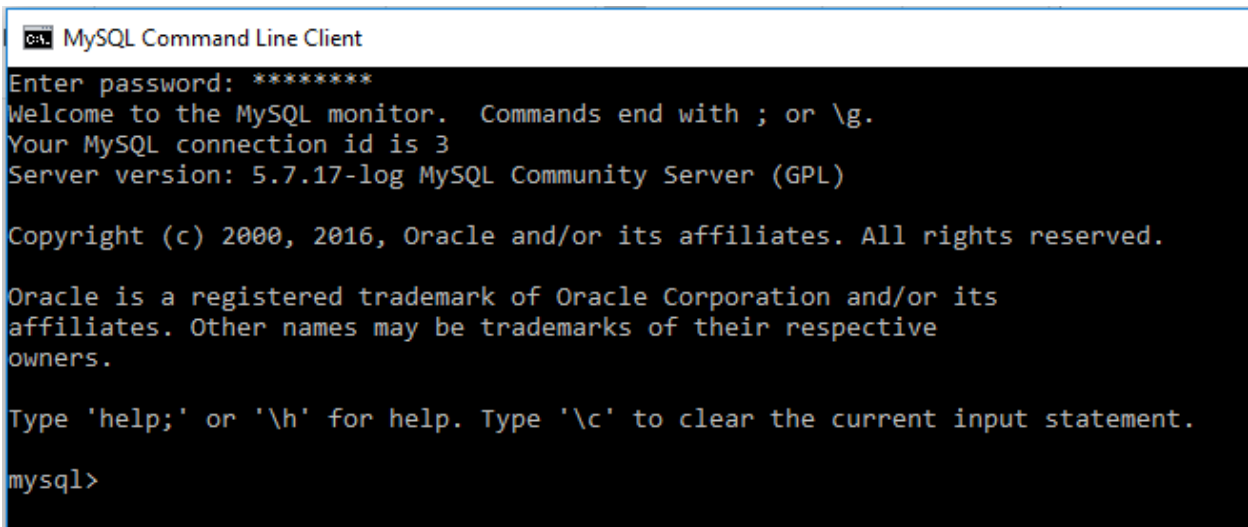 MySQL Command Line Client
Enter password: ********
Welcome to the MySQL monitor.  Commands end with ; or \g.
Your MySQL connection id is 3
Server version: 5.7.17-log MySQL Community Server (GPL)
Copyright (c) 2000, 2016, Oracle and/or its affiliates. All rights reserved.
Oracle is a registered trademark of Oracle Corporation and/or its
affiliates. Other names may be trademarks of their respective
owners.
Type 'help;' or '\h' for help. Type '\c' to clear the current input statement.
mysql>